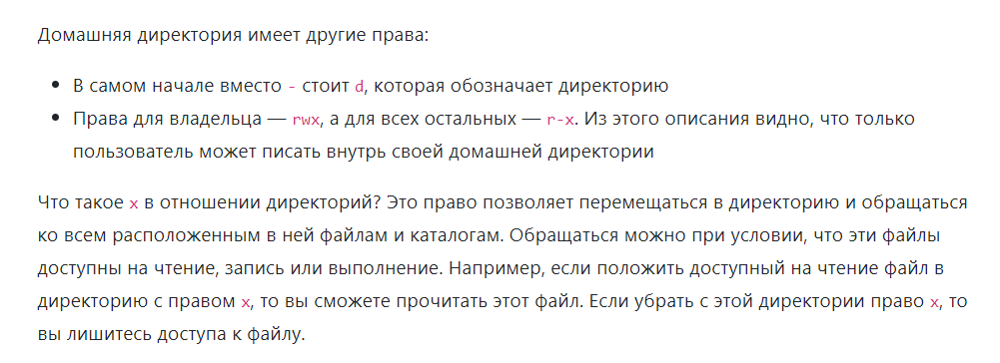 Домашняя директория имеет другие права:
• В самом начале вместо - стоит d, которая обозначает директорию
• Права для владельца — rwx, а для всех остальных — r-x. Из этого описания видно, что только
пользователь может писать внутрь своей домашней директории
Что такое x в отношении директорий? Это право позволяет перемещаться в директорию и обращаться
ко всем расположенным в ней файлам и каталогам. Обращаться можно при условии, что эти файлы
доступны на чтение, запись или выполнение. Например, если положить доступный на чтение файл в
директорию с правом x, то вы сможете прочитать этот файл. Если убрать с этой директории право x, то
вы лишитесь доступа к файлу.